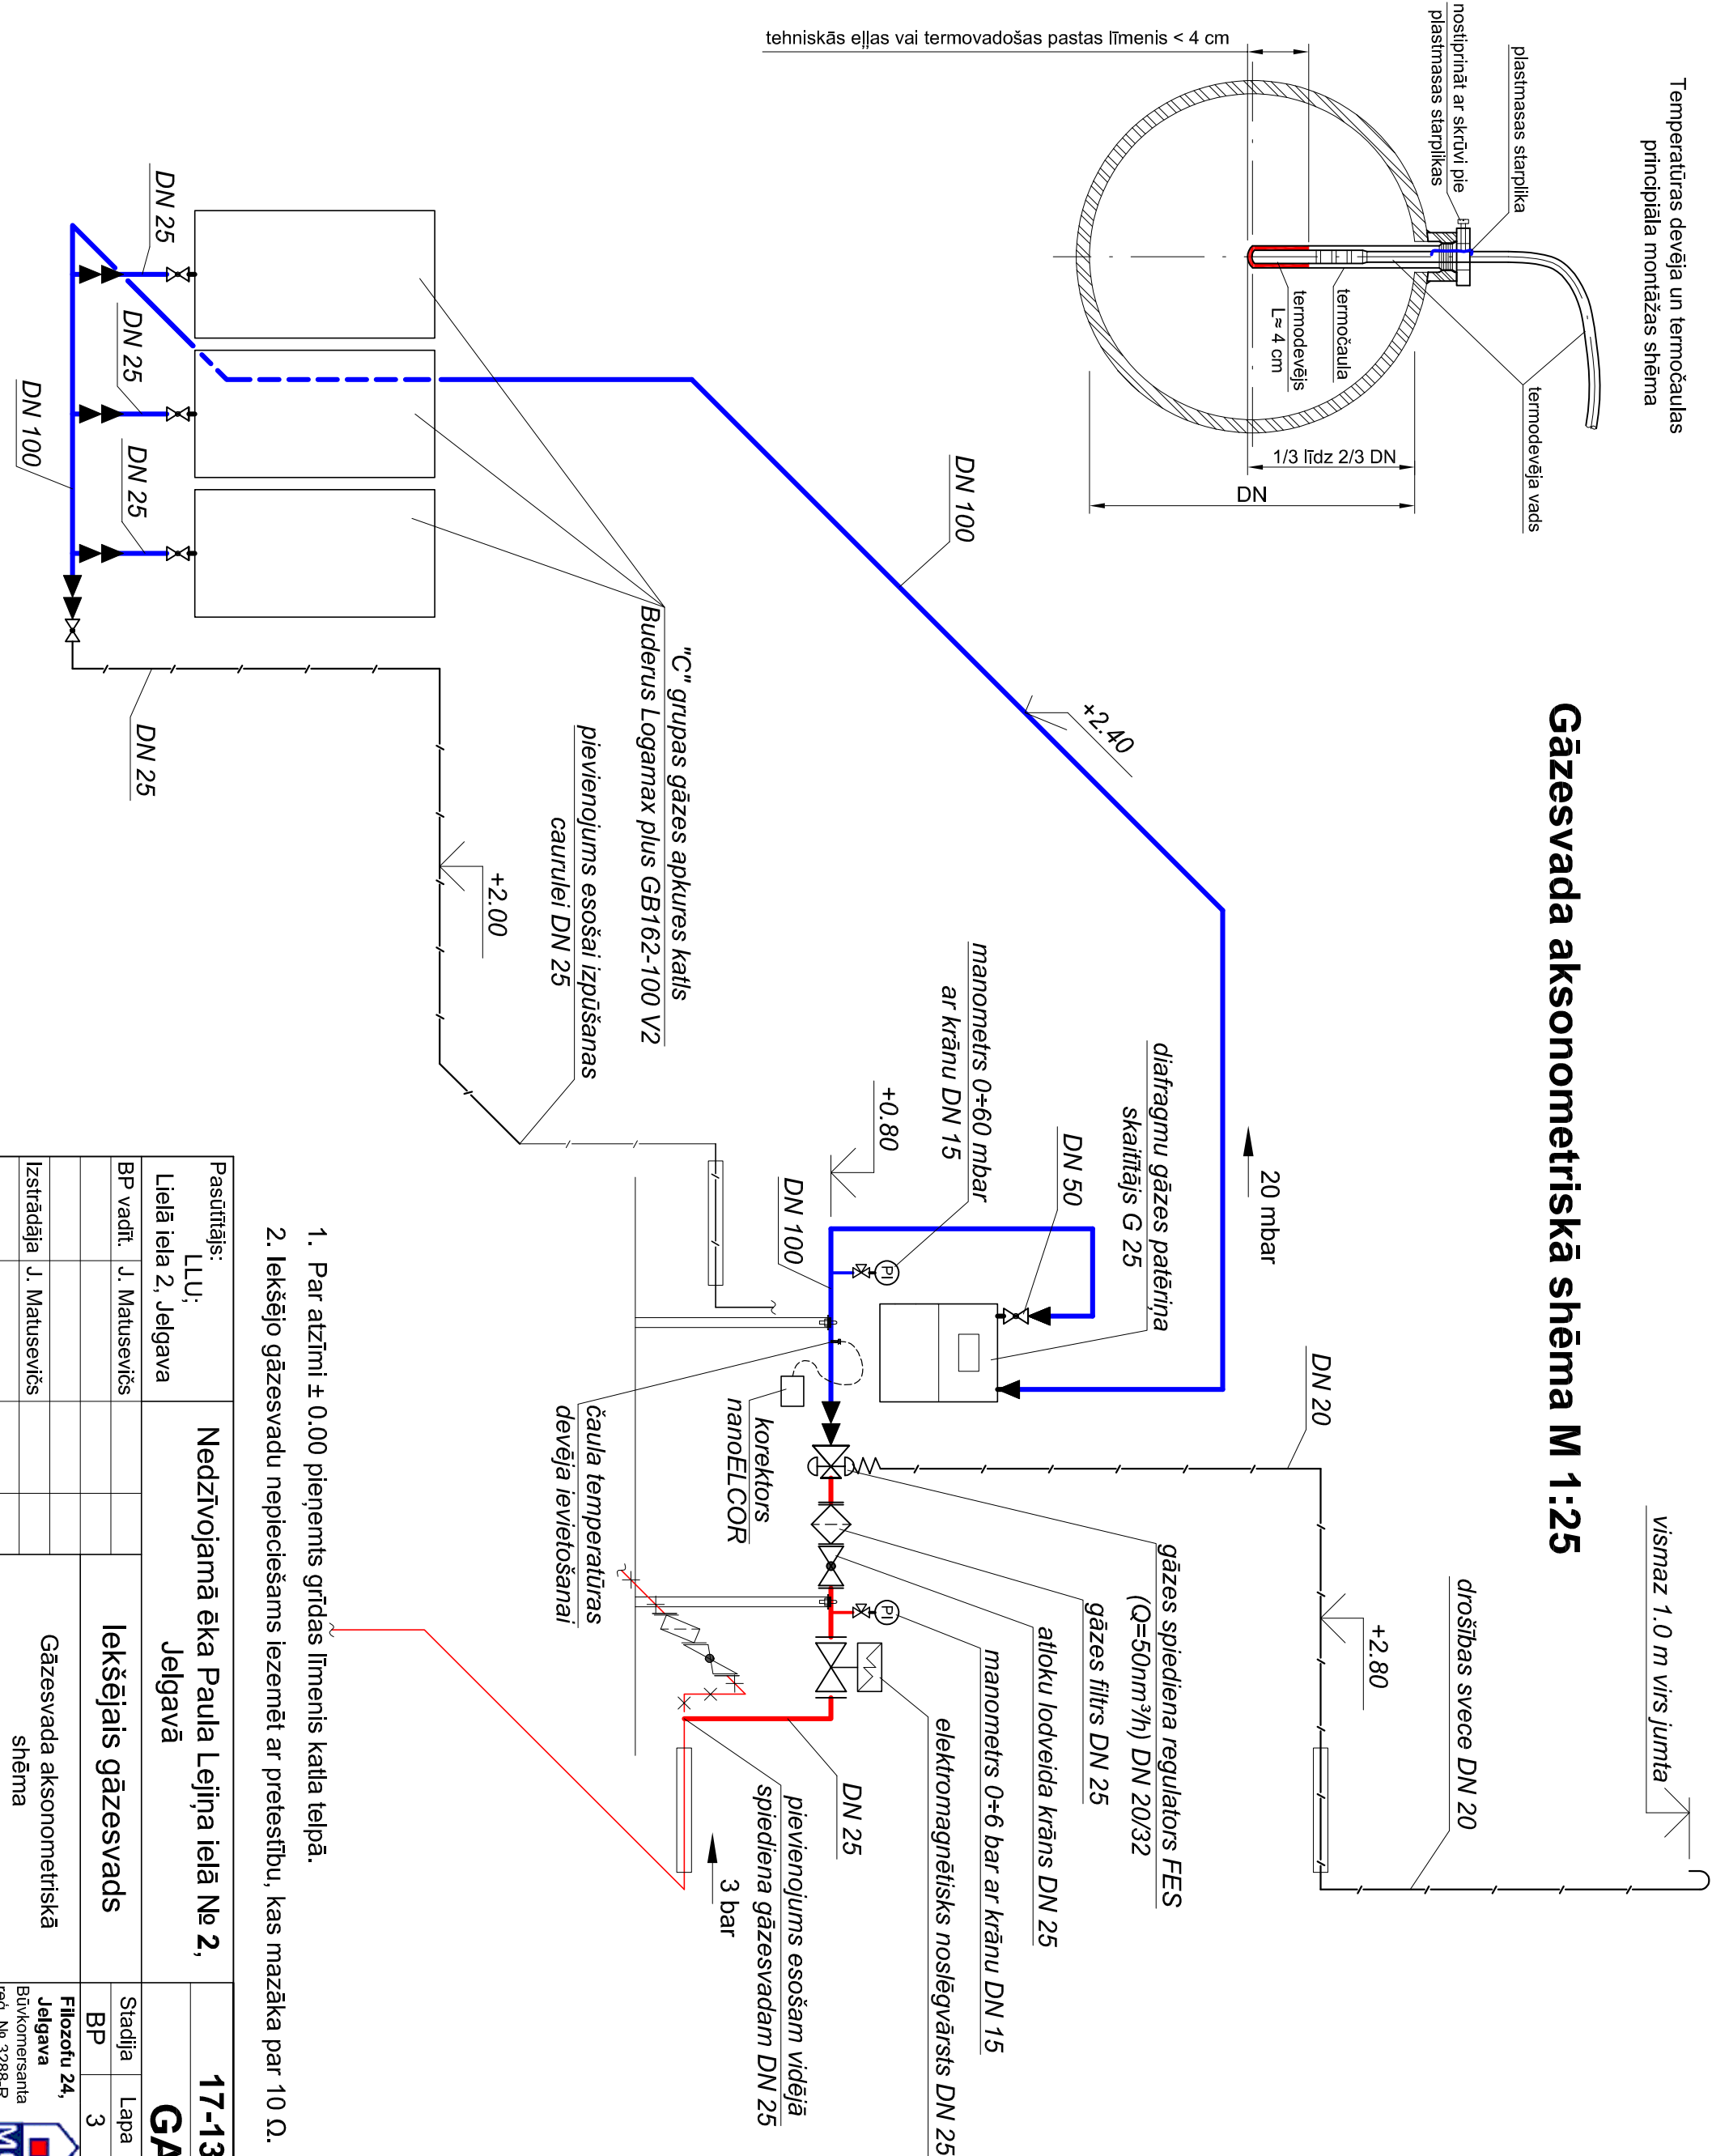 Gāzesvada aksonometriskā shēma M 1:25
Temperatūras devēja un termočaulas
principiāla montāžas shēma
plastmasas starplika
nostiprināt ar skrūvi pie
plastmasas starplikas
termodevēja vads
tehniskās eļļas vai termovadošas pastas līmenis < 4 cm
termočaula
termodevējs
L≈ 4 cm
1/3 līdz 2/3 DN
DN
vismaz 1.0 m virs jumta
drošības svece DN 20
+2.80
DN 20
20 mbar
DN 100
+2.40
diafragmu gāzes patēriņa
skaitītājs G 25
DN 50
manometrs 0÷60 mbar
ar krānu DN 15
+0.80
DN 100
gāzes spiediena regulators FES
(Q=50nm³/h) DN 20/32
gāzes filtrs DN 25
atloku lodveida krāns DN 25
manometrs 0÷6 bar ar krānu DN 15
elektromagnētisks noslēgvārsts DN 25
DN 25
pievienojums esošam vidējā
spiediena gāzesvadam DN 25
3 bar
PI
PI
korektors
nanoELCOR
čaula temperatūras
devēja ievietošanai
"C" grupas gāzes apkures katls
Buderus Logamax plus GB162-100 V2
pievienojums esošai izpūšanas
caurulei DN 25
+2.00
DN 25
DN 25
DN 25
DN 25
DN 100
1. Par atzīmi ± 0.00 pieņemts grīdas līmenis katla telpā.
2. Iekšējo gāzesvadu nepieciešams iezemēt ar pretestību, kas mazāka par 10 Ω.
Pasūtītājs:
LLU;
Lielā iela 2, Jelgava
BP vadīt. J. Matusevičs
Izstrādāja J. Matusevičs
Nedzīvojamā ēka Paula Lejiņa ielā № 2,
Jelgavā
Iekšējais gāzesvads
Gāzesvada aksonometriskā
shēma
17-13
GA
Stadija Lapa
BP 3
Filozofu 24,
Jelgava
Būvkomersanta
reģ. № 3288-R